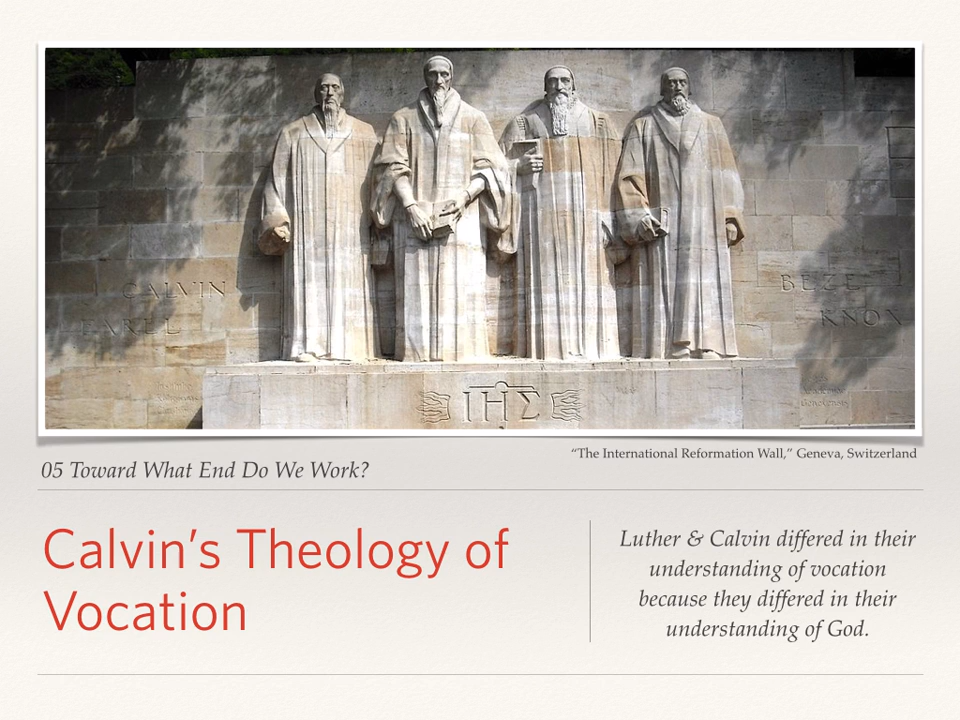 CALVIN
FAREL
BEZE
KNOX
ΙΗΣ
“The International Reformation Wall,” Geneva, Switzerland
05 Toward What End Do We Work?
Calvin’s Theology of
Vocation
Luther & Calvin differed in their
understanding of vocation
because they differed in their
understanding of God.